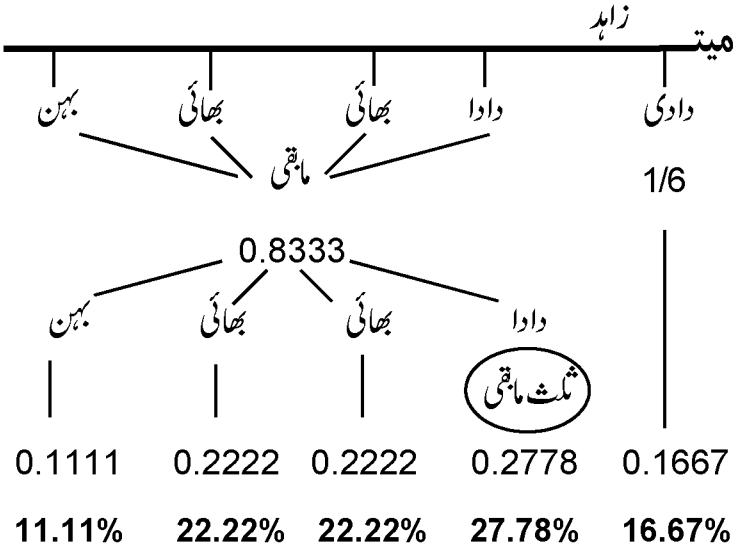 زاہد
میتـــ
دادی دادا بھائی بھائی بہن
1/6 مابقی
0.8333
دادا بھائی بھائی بہن
ثلث مابقی
0.1111 0.2222 0.2222 0.2778 0.1667
11.11% 22.22% 22.22% 27.78% 16.67%